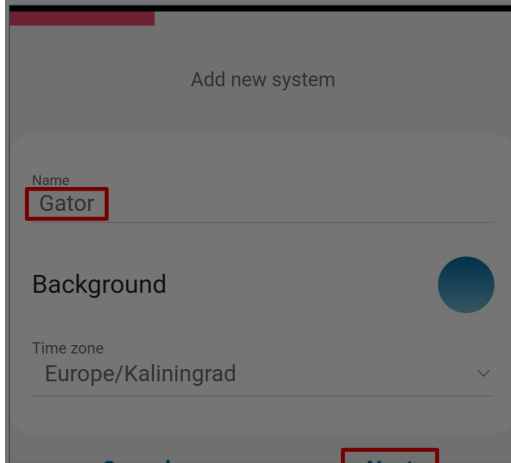 Add new system
Name
Gator
Background
Time zone
Europe/Kaliningrad